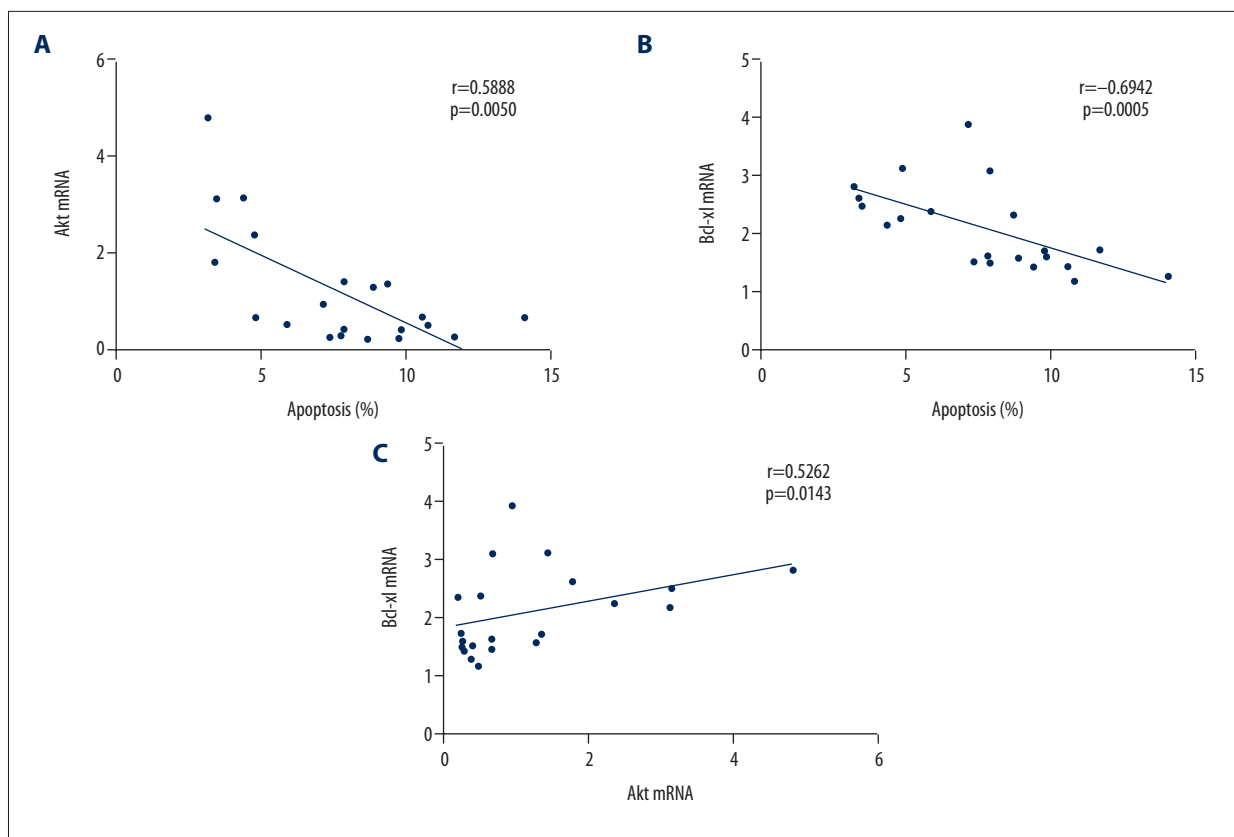 A
6
4
2
0
Akt mRNA
r=0.5888
p=0.0050
0
5
10
15
Apoptosis (%)
B
5
4
3
2
1
0
Bcl-xl mRNA
r=−0.6942
p=0.0005
0
5
10
15
Apoptosis (%)
C
5
4
3
2
1
0
Bcl-xl mRNA
r=0.5262
p=0.0143
0
2
4
6
Akt mRNA